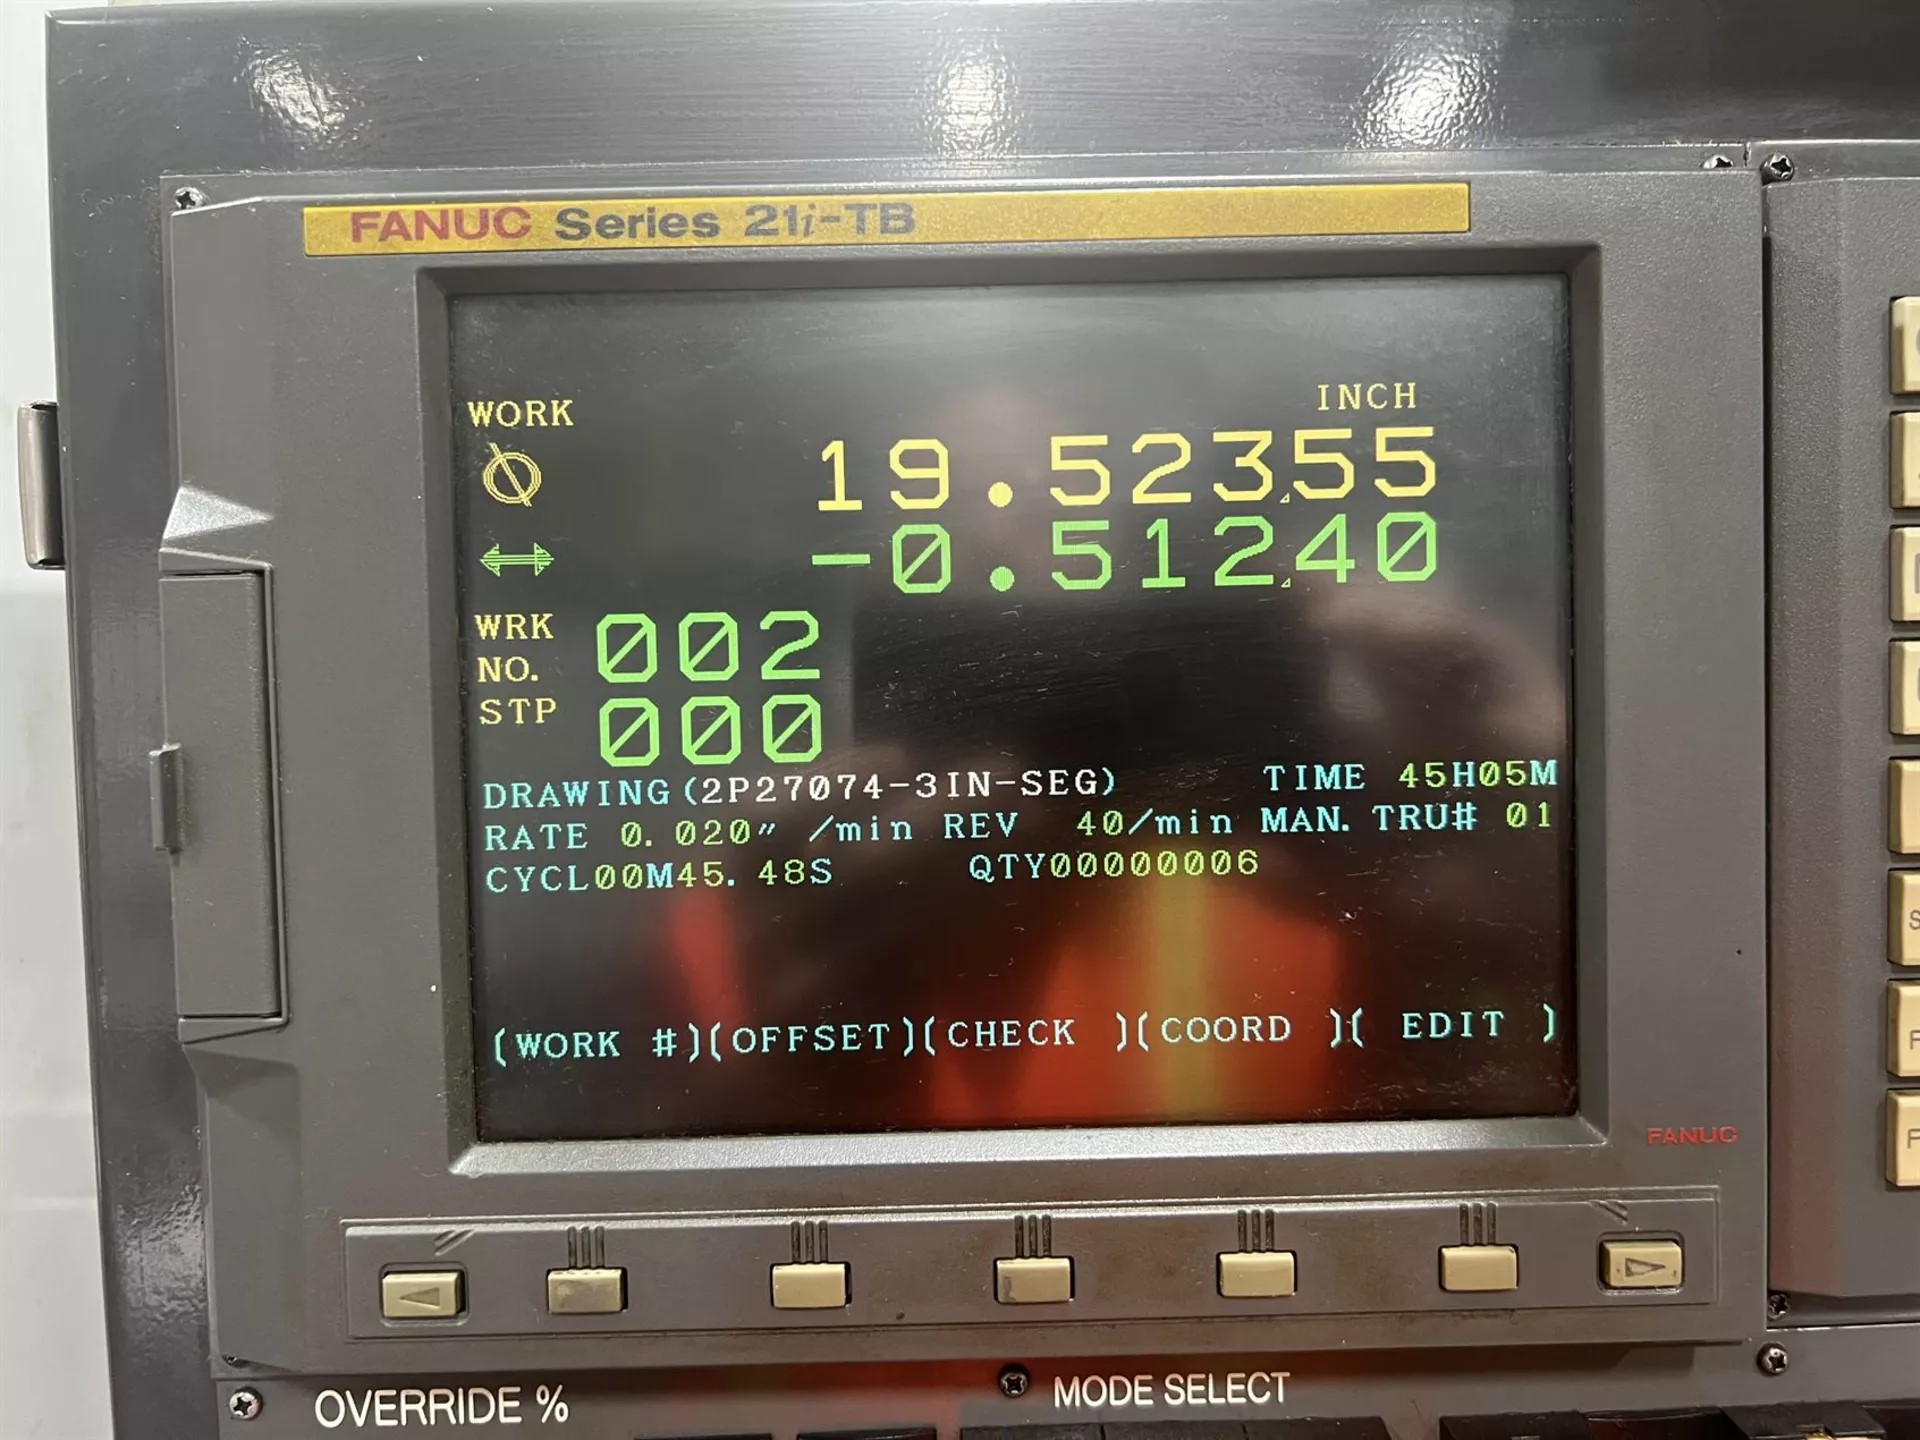 FANUC Series 21i-TB
INCH
WORK
19.52355
-0.51240
WRK
NO. 002
STP 000
DRAWING(2P27074-3IN-SEG) TIME 45H05M
RATE 0.020″ /min REV 40/min MAN. TRU# 01
CYCL00M45.48S QTY00000006
(WORK #)(OFFSET)(CHECK )(COORD )( EDIT )
FANUC
OVERRIDE %
MODE SELECT